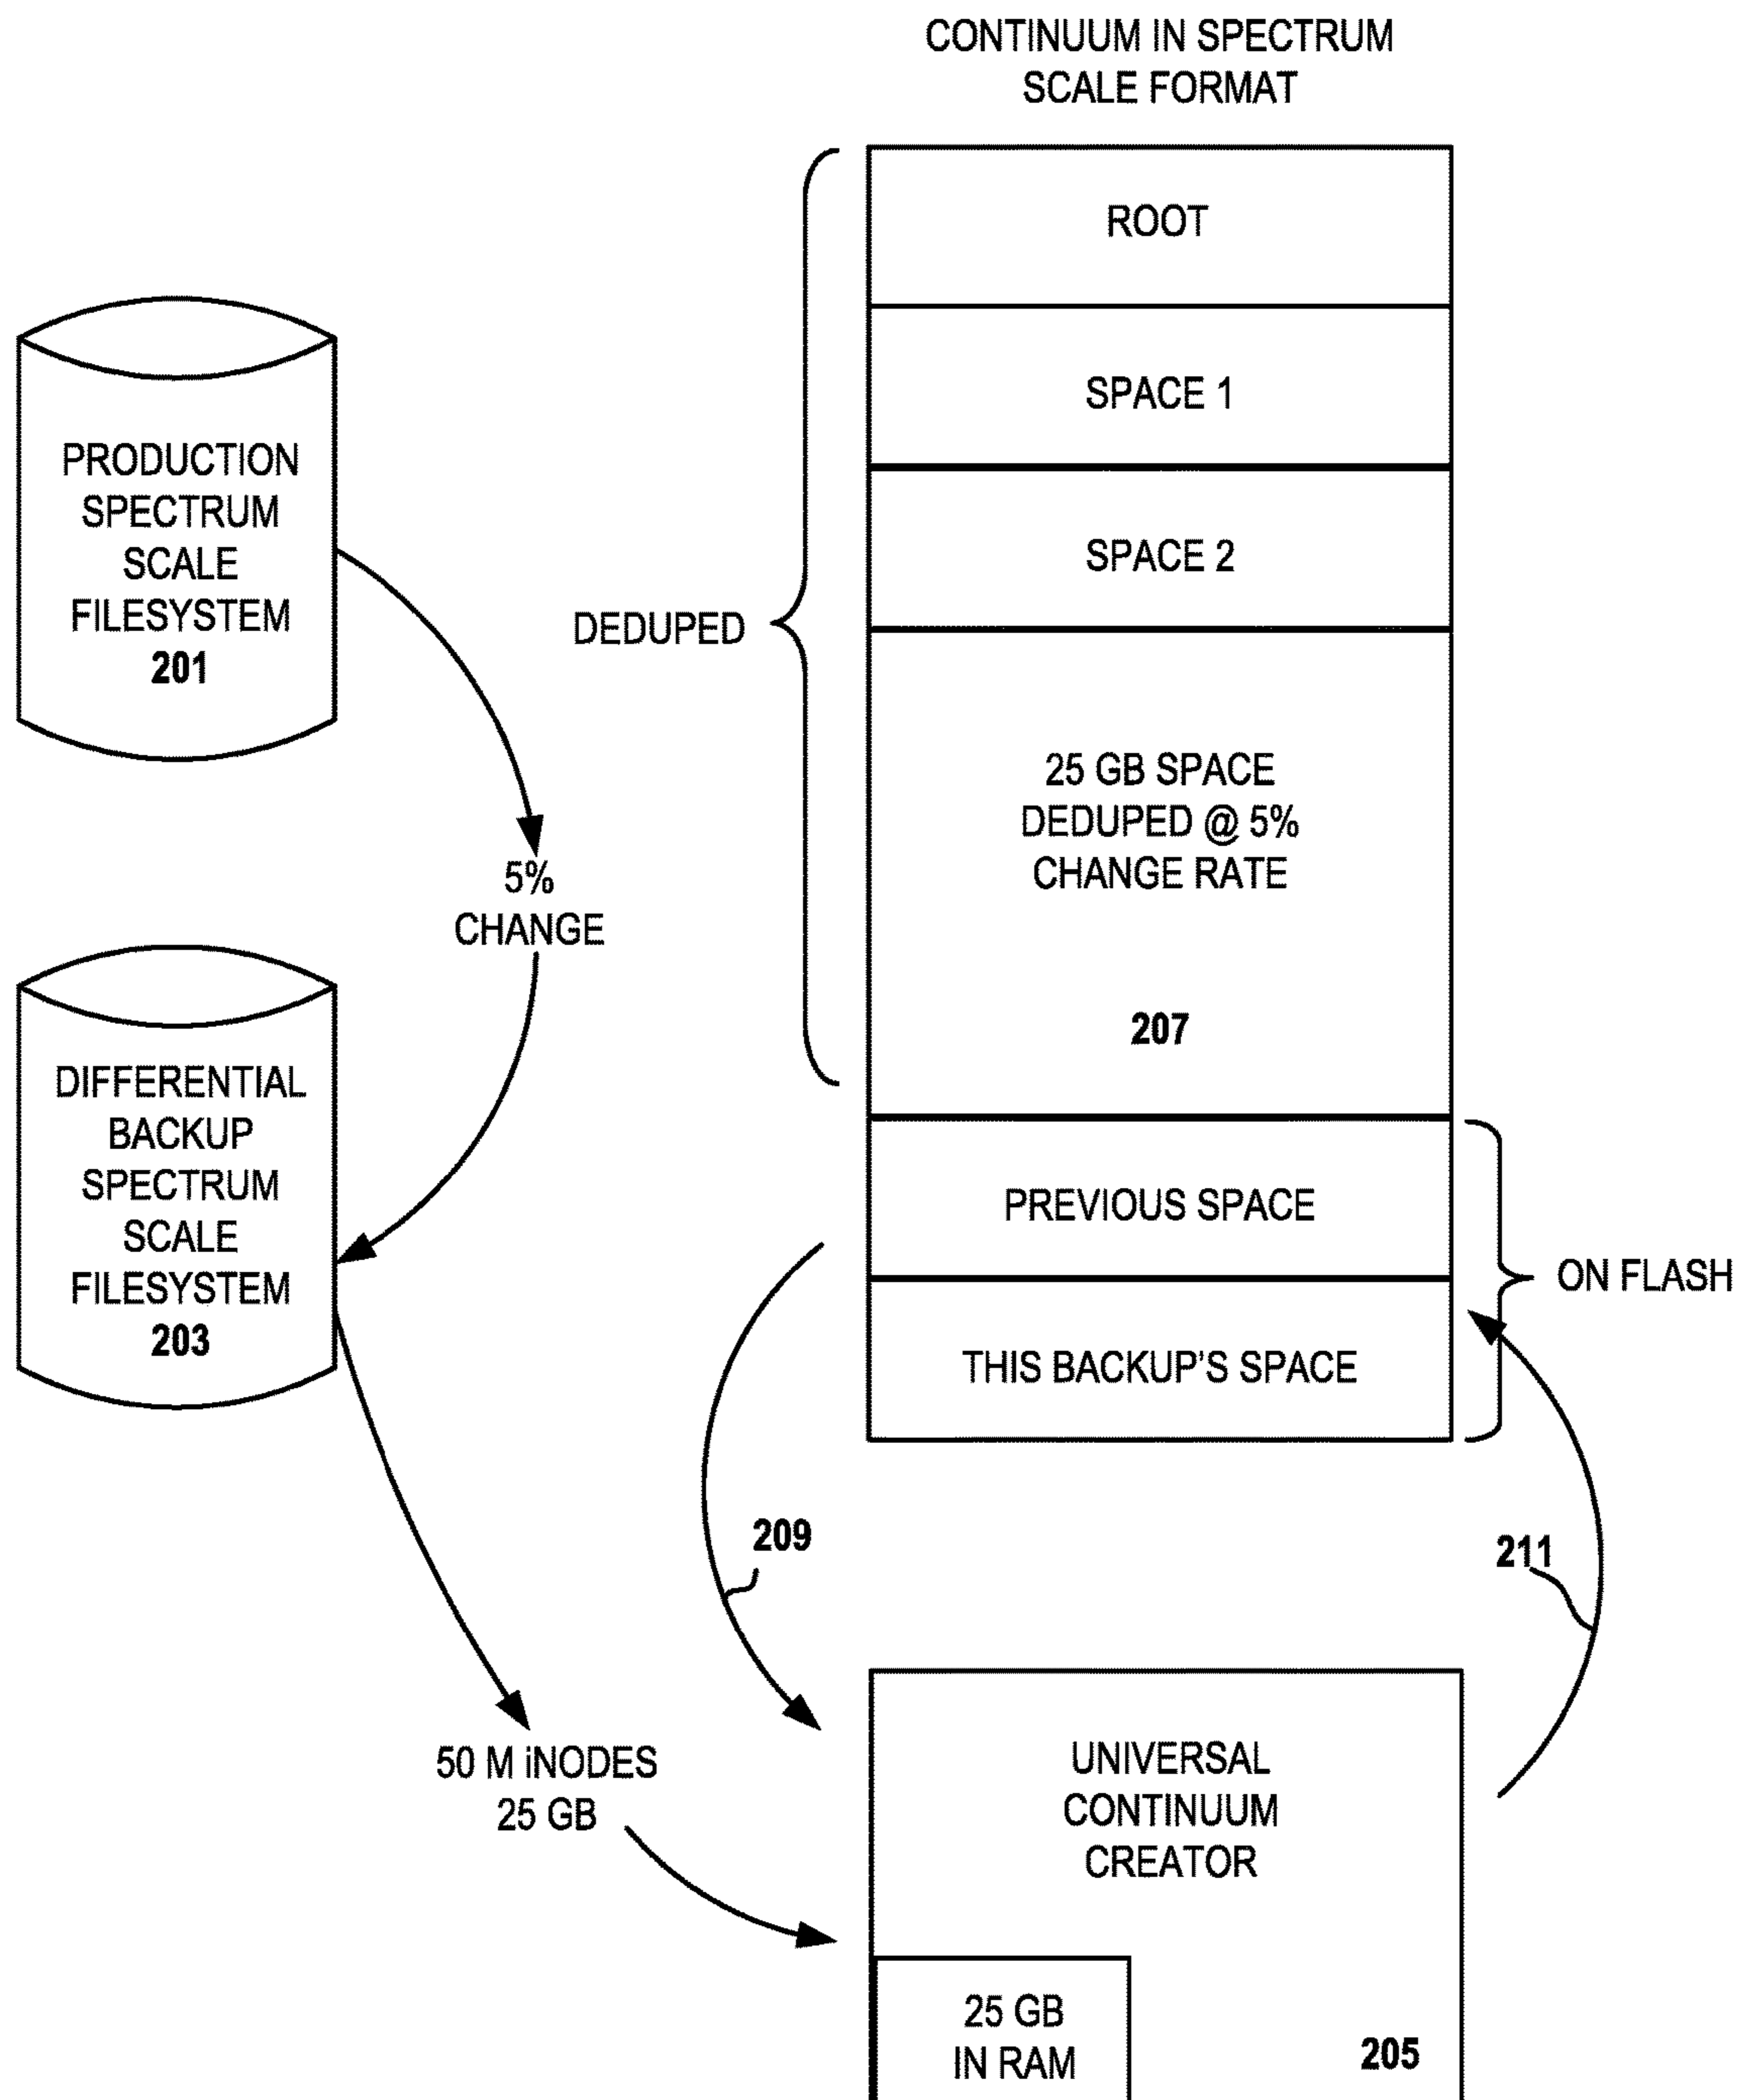 CONTINUUM IN SPECTRUM
SCALE FORMAT
ROOT
SPACE 1
SPACE 2
25 GB SPACE
DEDUPED @ 5%
CHANGE RATE
207
PREVIOUS SPACE
THIS BACKUP'S SPACE
DEDUPED
ON FLASH
PRODUCTION
SPECTRUM
SCALE
FILESYSTEM
201
5%
CHANGE
DIFFERENTIAL
BACKUP
SPECTRUM
SCALE
FILESYSTEM
203
209
211
50 M iNODES
25 GB
UNIVERSAL
CONTINUUM
CREATOR
25 GB
IN RAM
205